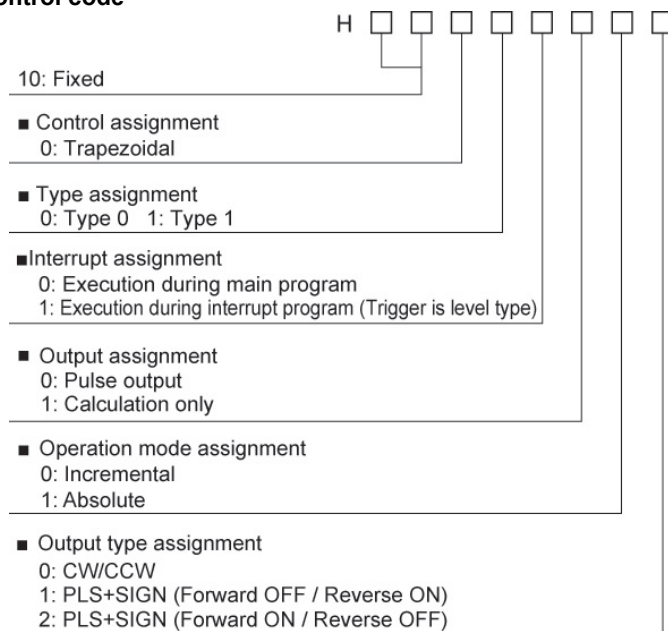 H □ □ □ □ □ □ □ □
10: Fixed
■ Control assignment
0: Trapezoidal
■ Type assignment
0: Type 0 1: Type 1
■Interrupt assignment
0: Execution during main program
1: Execution during interrupt program (Trigger is level type)
■ Output assignment
0: Pulse output
1: Calculation only
■ Operation mode assignment
0: Incremental
1: Absolute
■ Output type assignment
0: CW/CCW
1: PLS+SIGN (Forward OFF / Reverse ON)
2: PLS+SIGN (Forward ON / Reverse OFF)